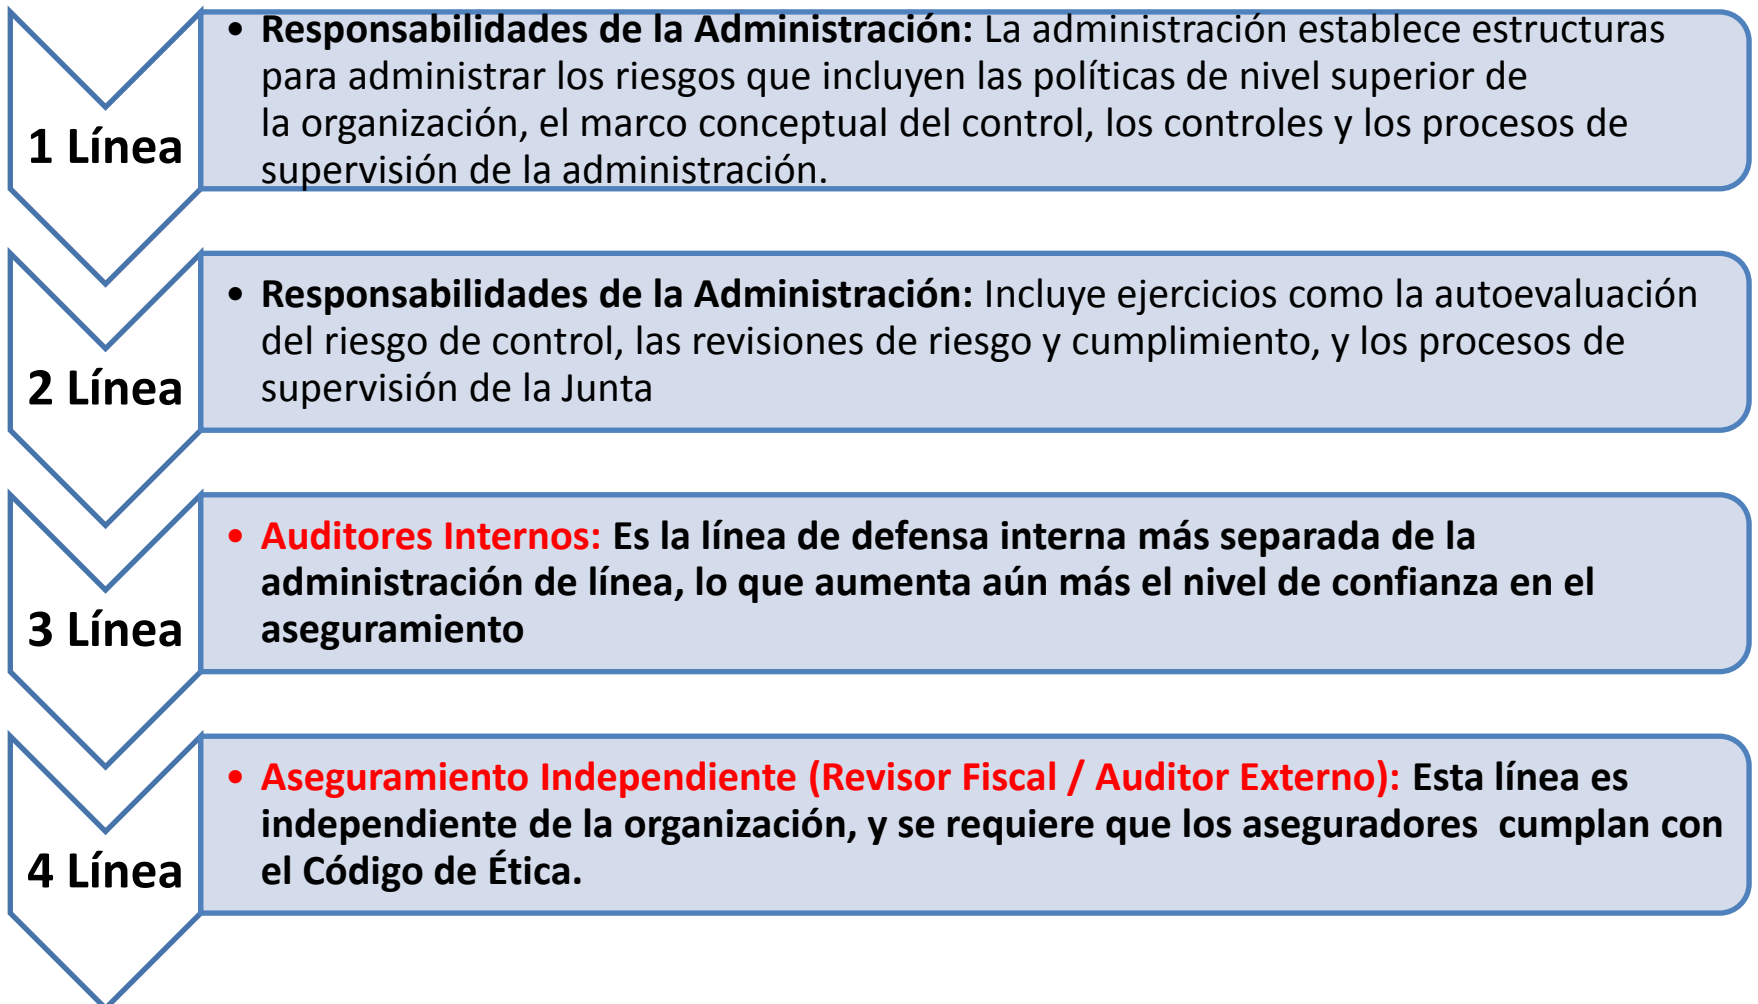 1 Línea
• Responsabilidades de la Administración: La administración establece estructuras
para administrar los riesgos que incluyen las políticas de nivel superior de
la organización, el marco conceptual del control, los controles y los procesos de
supervisión de la administración.
2 Línea
• Responsabilidades de la Administración: Incluye ejercicios como la autoevaluación
del riesgo de control, las revisiones de riesgo y cumplimiento, y los procesos de
supervisión de la Junta
3 Línea
• Auditores Internos: Es la línea de defensa interna más separada de la
administración de línea, lo que aumenta aún más el nivel de confianza en el
aseguramiento
4 Línea
• Aseguramiento Independiente (Revisor Fiscal / Auditor Externo): Esta línea es
independiente de la organización, y se requiere que los aseguradores  cumplan con
el Código de Ética.